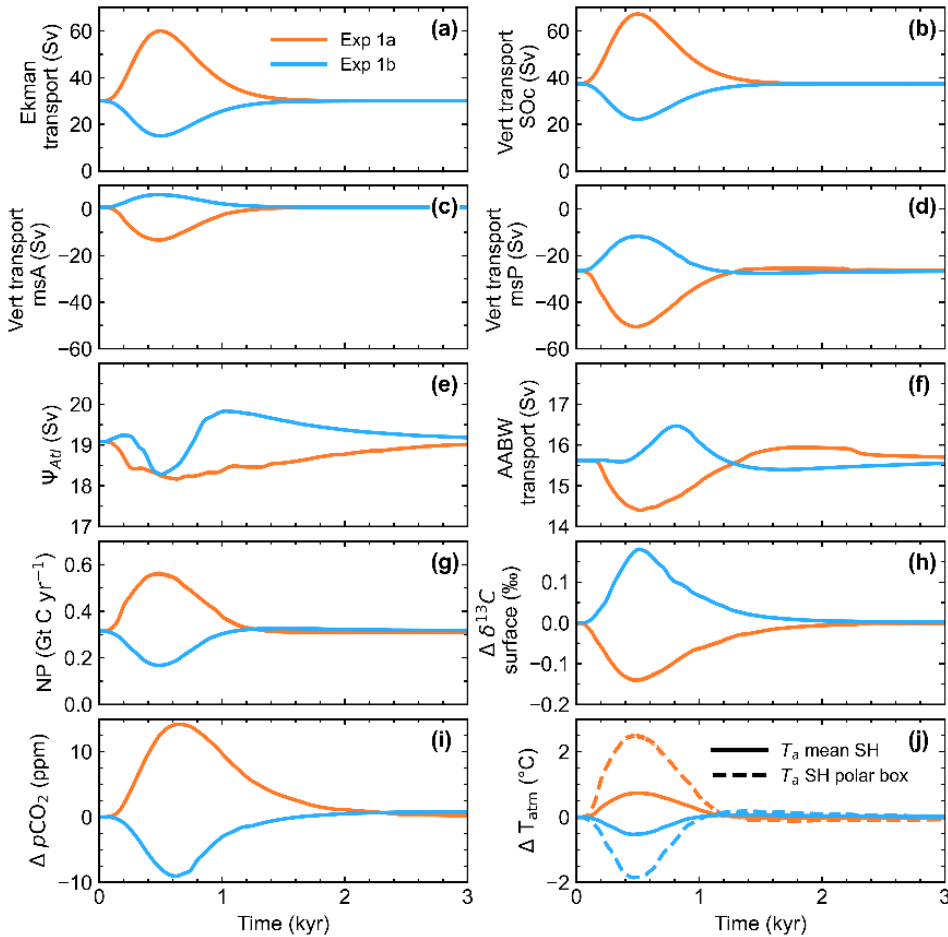 Ekman
transport (Sv)
60
40
20
0
(a)
Exp 1a
Exp 1b
Vert transport
SOc (Sv)
60
40
20
0
(b)
Vert transport
msA (Sv)
0
−20
−40
−60
(c)
Vert transport
msP (Sv)
0
−20
−40
−60
(d)
Ψ_Atl (Sv)
20
19
18
17
(e)
AABW
transport (Sv)
17
16
15
14
(f)
NP (Gt C yr⁻¹)
0.6
0.4
0.2
0.0
(g)
Δ δ¹³C
surface (‰)
0.1
0.0
−0.1
−0.2
(h)
Δ pCO₂ (ppm)
10
0
−10
(i)
0 1 2 3
Time (kyr)
Δ T_atm (°C)
2
0
−2
(j)
T_a mean SH
T_a SH polar box
0 1 2 3
Time (kyr)